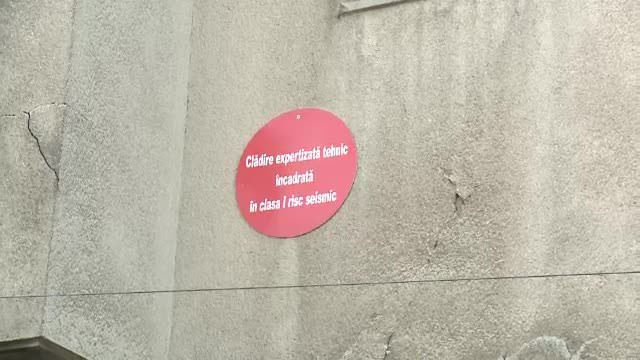 Clădire expertizată tehnic
încadrată
în clasa I risc seismic